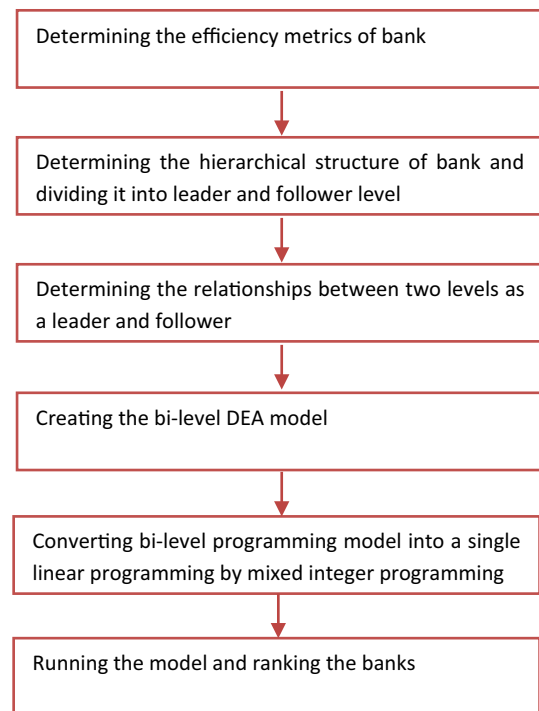 Determining the efficiency metrics of bank
Determining the hierarchical structure of bank and
dividing it into leader and follower level
Determining the relationships between two levels as
a leader and follower
Creating the bi-level DEA model
Converting bi-level programming model into a single
linear programming by mixed integer programming
Running the model and ranking the banks